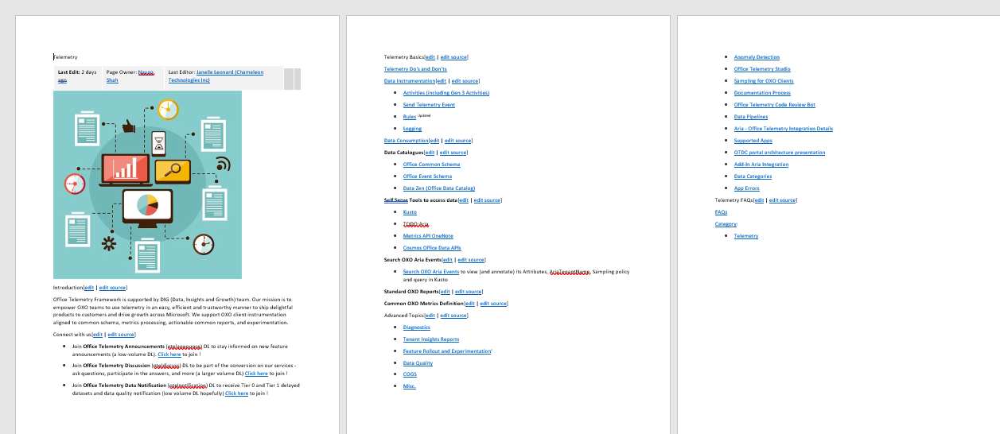 Telemetry
Last Edit: 2 days ago
Page Owner: Navan Shah
Last Editor: Janelle Leonard (Chameleon Technologies Inc)
Introduction[edit | edit source]
Office Telemetry Framework is supported by DIG (Data, Insights and Growth) team. Our mission is to
empower OXO teams to use telemetry in an easy, efficient and trustworthy manner to ship delightful
products to customers and drive growth across Microsoft. We support OXO client instrumentation
aligned to common schema, metrics processing, actionable common reports, and experimentation.
Connect with us[edit | edit source]
• Join Office Telemetry Announcements (otelannounce) DL to stay informed on new feature
announcements (a low-volume DL). Click here to join !
• Join Office Telemetry Discussion (oteldiscuss) DL to be part of the conversion on our services -
ask questions, participate in the answers, and more (a larger volume DL) Click here to join !
• Join Office Telemetry Data Notification (otelnotification) DL to receive Tier 0 and Tier 1 delayed
datasets and data quality notification (low volume DL hopefully) Click here to join !
Telemetry Basics[edit | edit source]
Telemetry Do's and Don'ts
Data Instrumentation[edit | edit source]
• Activities (including Gen 3 Activities)
• Send Telemetry Event
• Rules Updated
• Logging
Data Consumption[edit | edit source]
Data Catalogues[edit | edit source]
• Office Common Schema
• Office Event Schema
• Data Zen (Office Data Catalog)
Self-Serve Tools to access data[edit | edit source]
• Kusto
• TODO:Aria
• Metrics API OneNote
• Cosmos Office Data APIs
Search OXO Aria Events[edit | edit source]
• Search OXO Aria Events to view (and annotate) its Attributes, AriaTenantName, Sampling policy
and query in Kusto
Standard OXO Reports[edit | edit source]
Common OXO Metrics Definition[edit | edit source]
Advanced Topics[edit | edit source]
• Diagnostics
• Tenant Insights Reports
• Feature Rollout and Experimentation'
• Data Quality
• COGS
• Misc.
• Anomaly Detection
• Office Telemetry Studio
• Sampling for OXO Clients
• Documentation Process
• Office Telemetry Code Review Bot
• Data Pipelines
• Aria - Office Telemetry Integration Details
• Supported Apps
• OTDC portal architecture presentation
• Add-In Aria Integration
• Data Categories
• App Errors
Telemetry FAQs[edit | edit source]
FAQs
Category:
• Telemetry